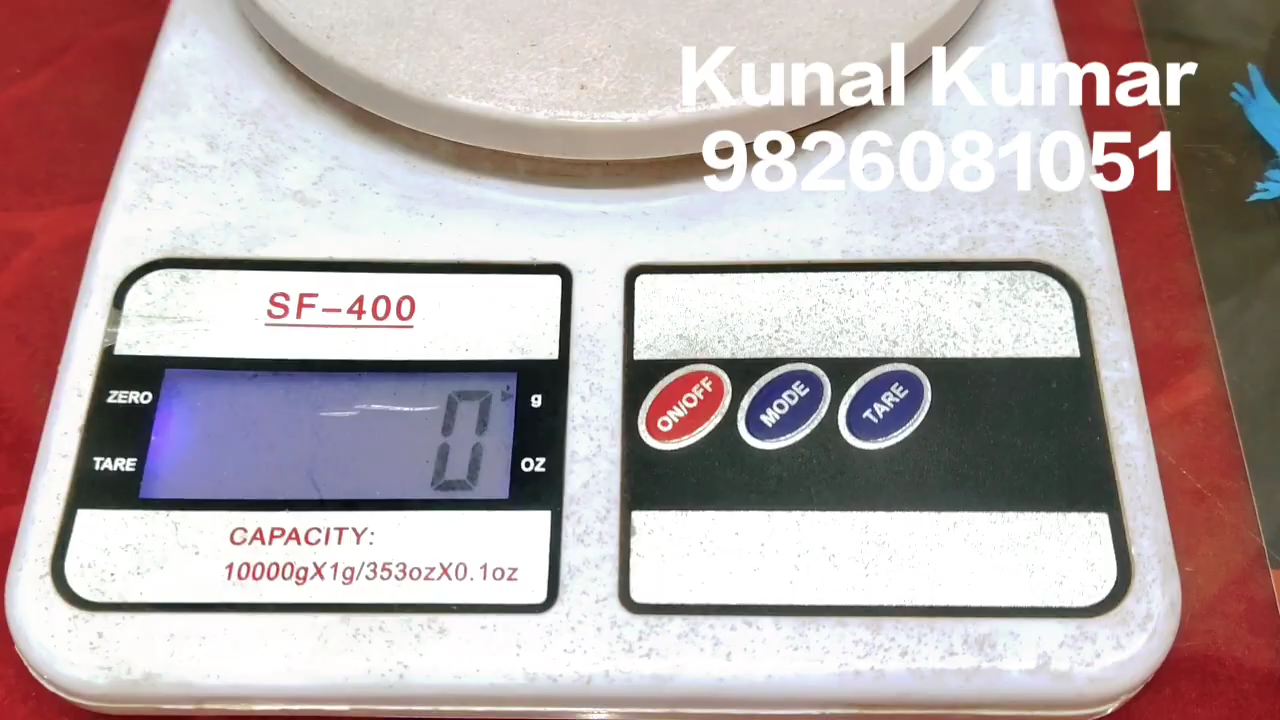 Kunal Kumar
9826081051
SF-400
ZERO
0
g
TARE
OZ
CAPACITY:
10000gX1g/353ozX0.1oz
ON/OFF
MODE
TARE